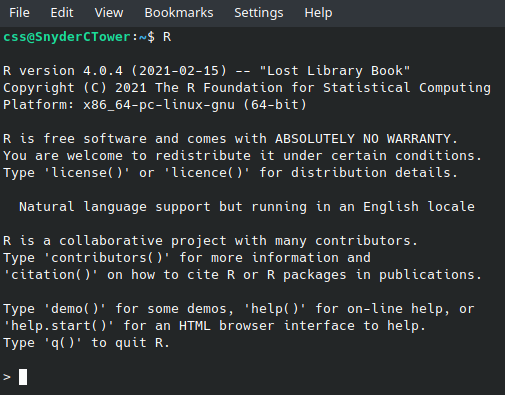 File Edit View Bookmarks Settings Help
css@SnyderCTower:~$ R
R version 4.0.4 (2021-02-15) -- "Lost Library Book"
Copyright (C) 2021 The R Foundation for Statistical Computing
Platform: x86_64-pc-linux-gnu (64-bit)
R is free software and comes with ABSOLUTELY NO WARRANTY.
You are welcome to redistribute it under certain conditions.
Type 'license()' or 'licence()' for distribution details.
Natural language support but running in an English locale
R is a collaborative project with many contributors.
Type 'contributors()' for more information and
'citation()' on how to cite R or R packages in publications.
Type 'demo()' for some demos, 'help()' for on-line help, or
'help.start()' for an HTML browser interface to help.
Type 'q()' to quit R.
>